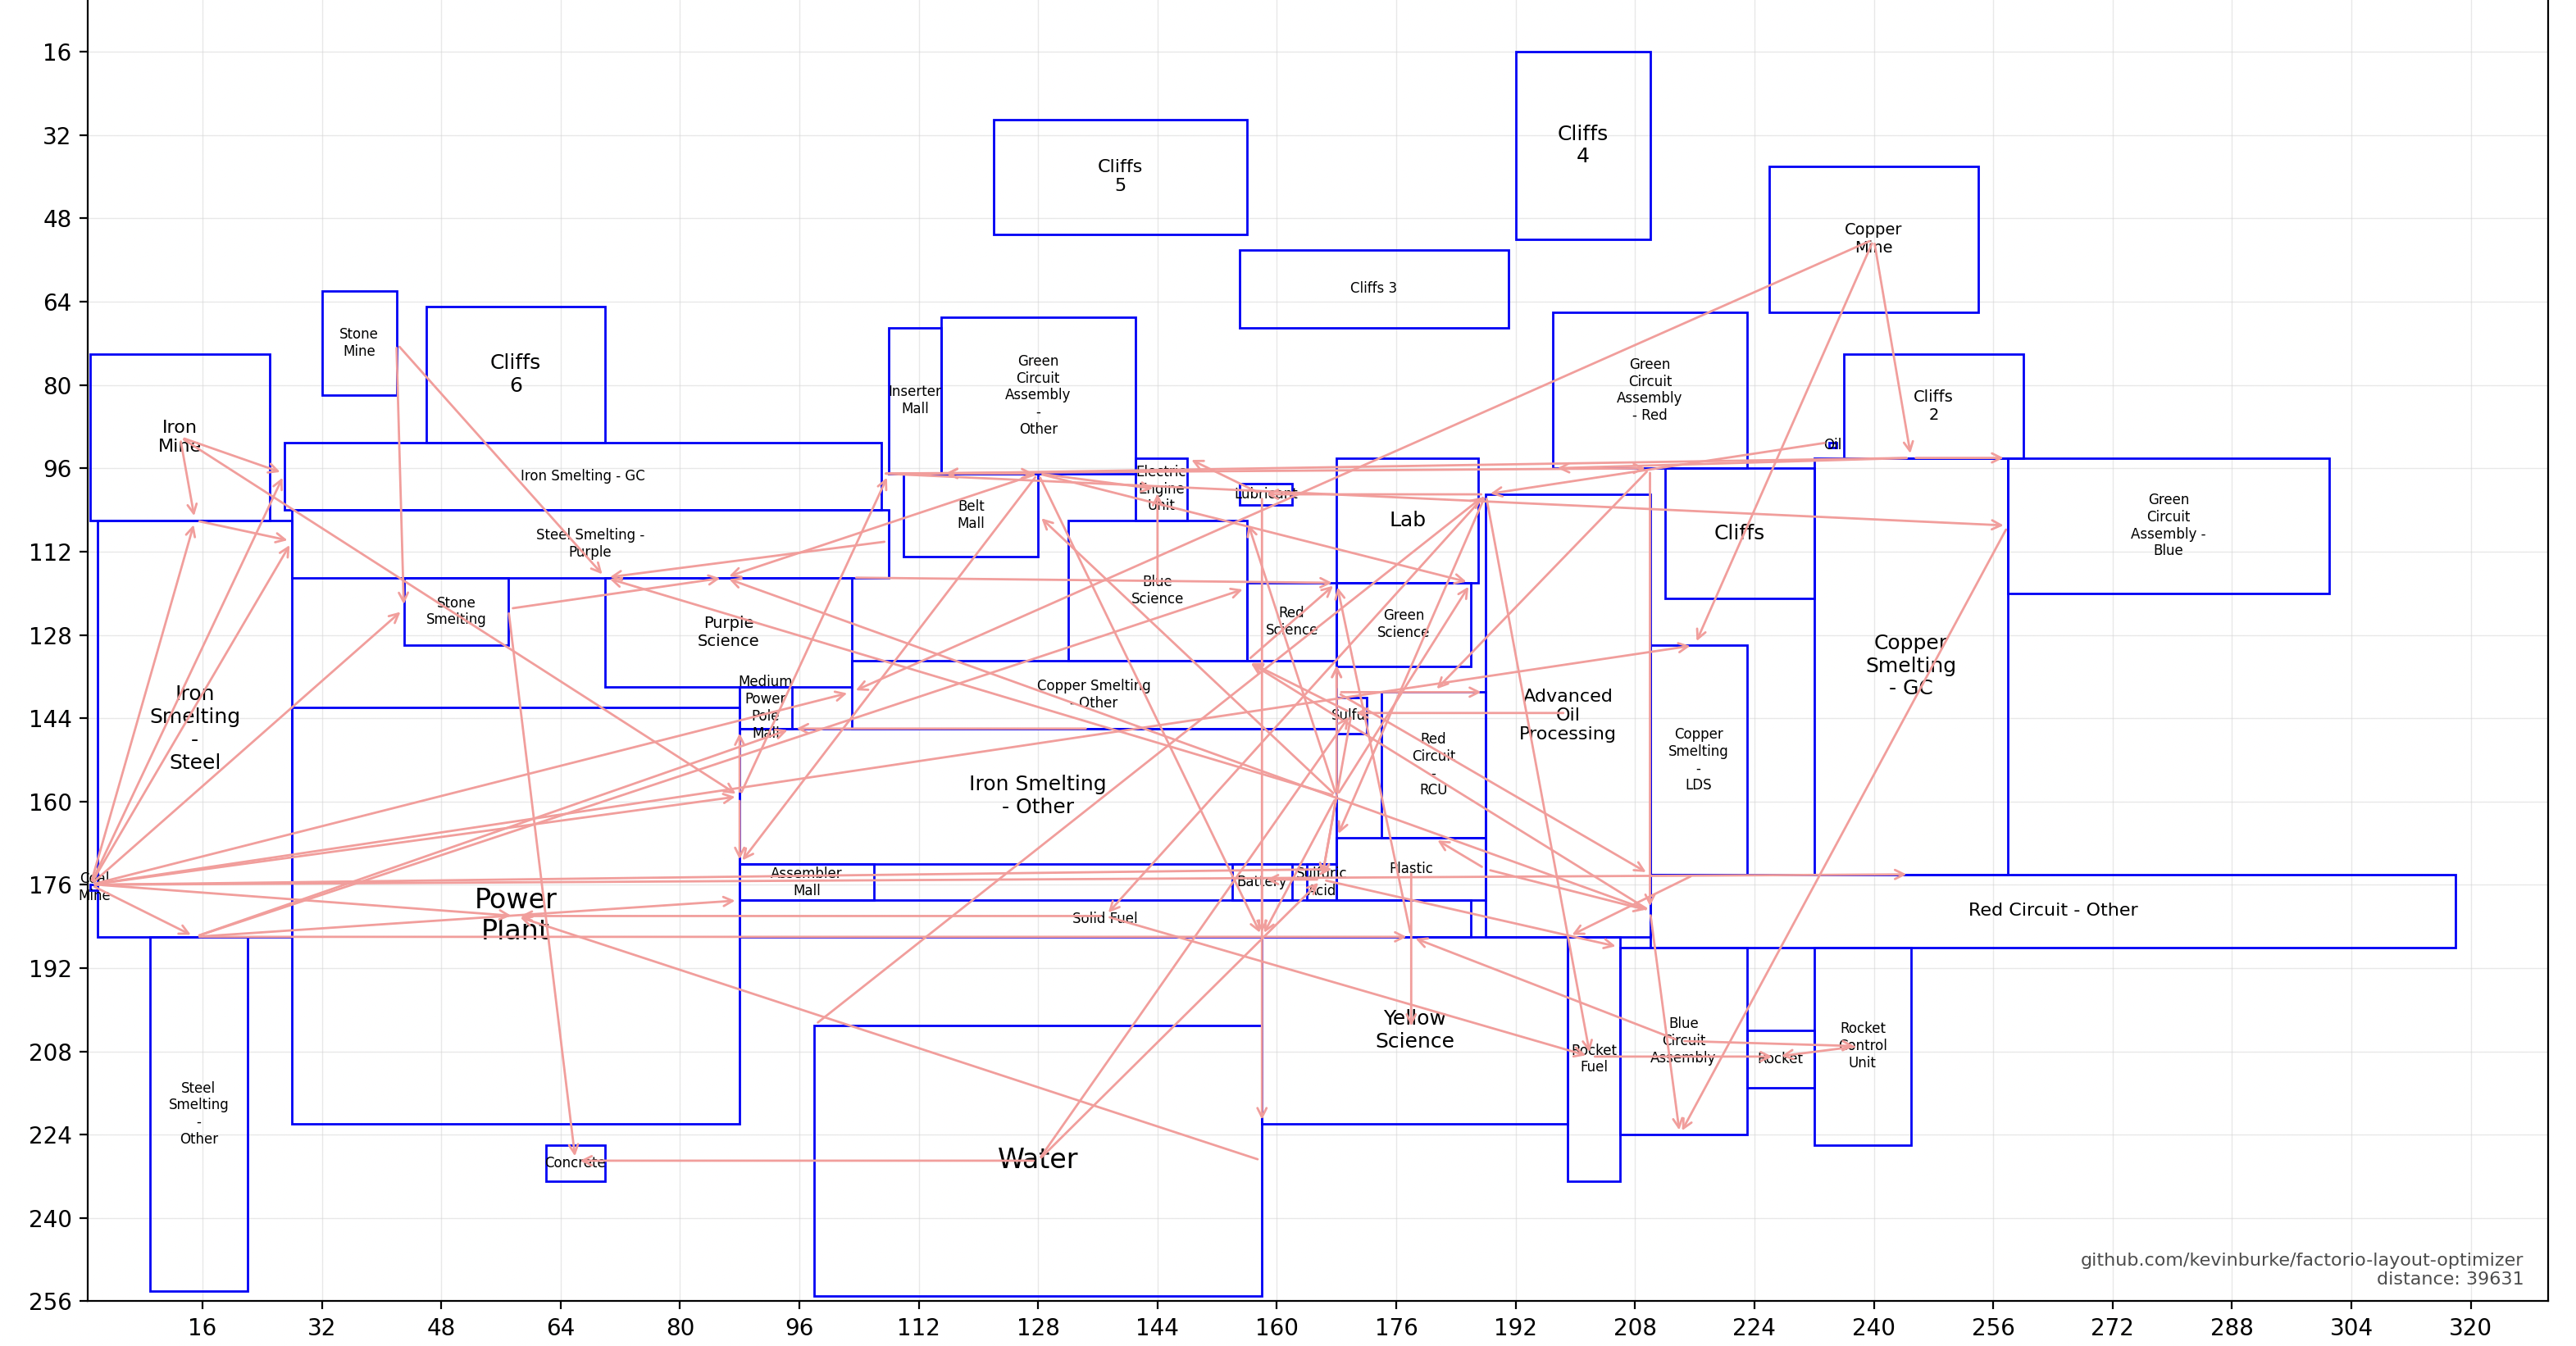 16
32
48
64
80
96
112
128
144
160
176
192
208
224
240
256
Cliffs
4
Cliffs
5
Copper
Mine
Cliffs 3
Stone
Mine
Cliffs
6
Green
Circuit
Assembly
-
Other
Inserter
Mall
Green
Circuit
Assembly
- Red
Cliffs
2
Iron
Mine
Oil
Iron Smelting - GC
Electric
Engine
Unit
Lubricant
Belt
Mall
Lab
Cliffs
Green
Circuit
Assembly -
Blue
Steel Smelting -
Purple
Blue
Science
Stone
Smelting
Purple
Science
Red
Science
Green
Science
Copper
Smelting
- GC
Iron
Smelting
-
Steel
Medium
Power
Pole
Mall
Copper Smelting
- Other
Sulfur
Advanced
Oil
Processing
Red
Circuit
-
RCU
Copper
Smelting
-
LDS
Iron Smelting
- Other
Coal
Mine
Assembler
Mall
Battery
Sulfuric
Acid
Plastic
Power
Plant
Solid Fuel
Red Circuit - Other
Yellow
Science
Rocket
Fuel
Blue
Circuit
Assembly
Rocket
Rocket
Control
Unit
Steel
Smelting
-
Other
Concrete
Water
github.com/kevinburke/factorio-layout-optimizer
distance: 39631
16
32
48
64
80
96
112
128
144
160
176
192
208
224
240
256
272
288
304
320